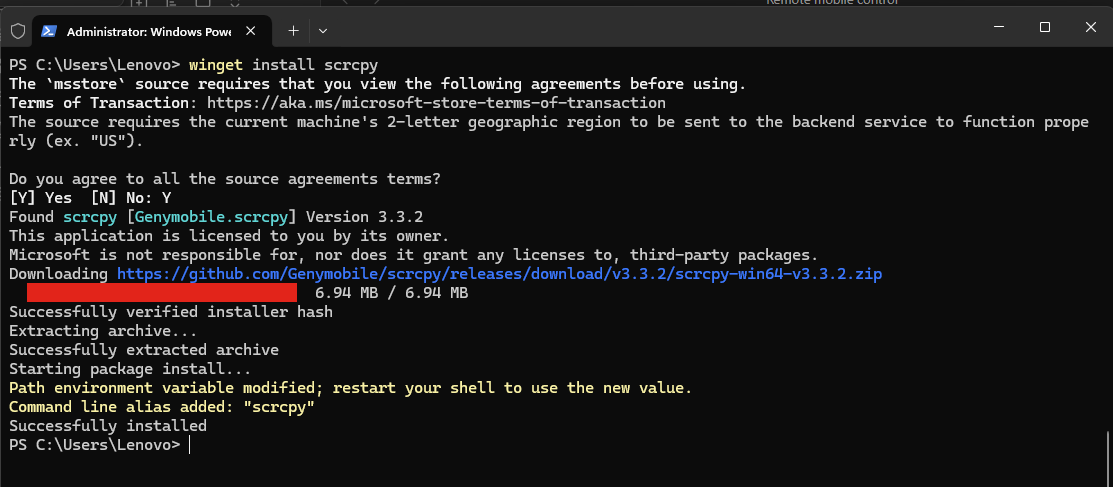 Remote mobile control
Administrator: Windows Powe
PS C:\Users\Lenovo> winget install scrcpy
The `msstore` source requires that you view the following agreements before using.
Terms of Transaction: https://aka.ms/microsoft-store-terms-of-transaction
The source requires the current machine's 2-letter geographic region to be sent to the backend service to function prope
rly (ex. "US").
Do you agree to all the source agreements terms?
[Y] Yes  [N] No: Y
Found scrcpy [Genymobile.scrcpy] Version 3.3.2
This application is licensed to you by its owner.
Microsoft is not responsible for, nor does it grant any licenses to, third-party packages.
Downloading https://github.com/Genymobile/scrcpy/releases/download/v3.3.2/scrcpy-win64-v3.3.2.zip
6.94 MB / 6.94 MB
Successfully verified installer hash
Extracting archive...
Successfully extracted archive
Starting package install...
Path environment variable modified; restart your shell to use the new value.
Command line alias added: "scrcpy"
Successfully installed
PS C:\Users\Lenovo>